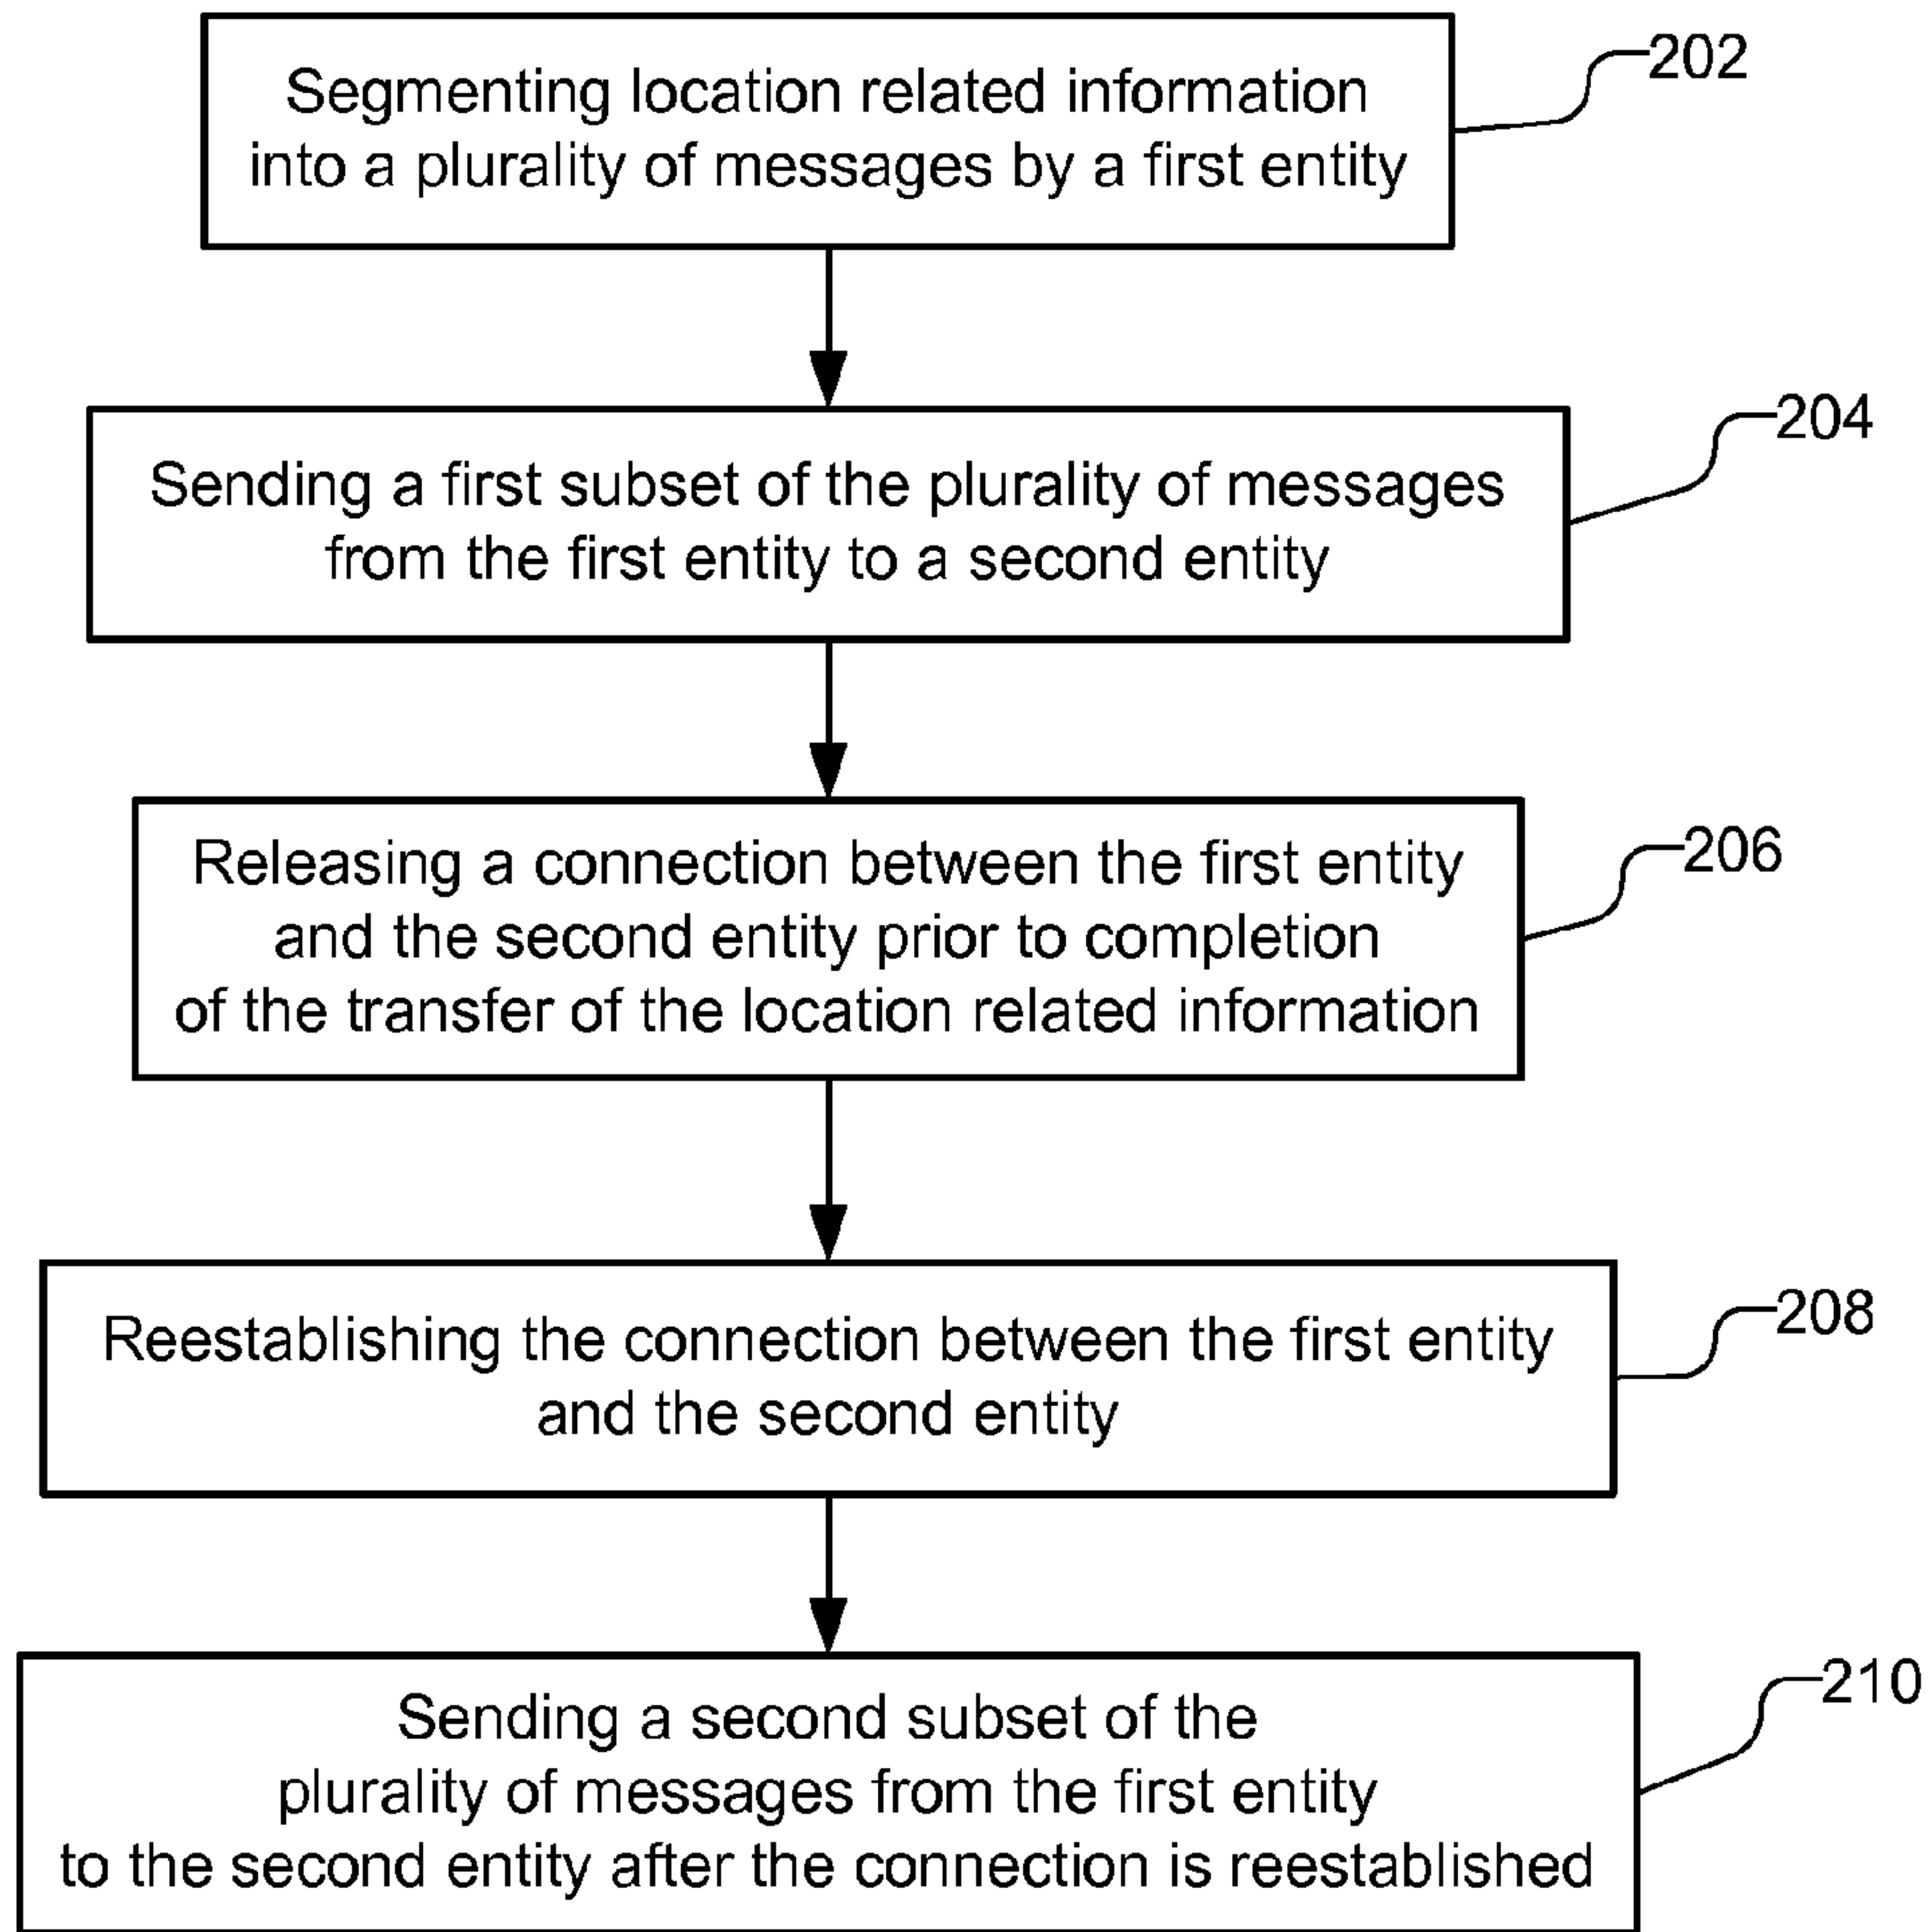 Segmenting location related information
into a plurality of messages by a first entity
202
Sending a first subset of the plurality of messages
from the first entity to a second entity
204
Releasing a connection between the first entity
and the second entity prior to completion
of the transfer of the location related information
206
Reestablishing the connection between the first entity
and the second entity
208
Sending a second subset of the
plurality of messages from the first entity
to the second entity after the connection is reestablished
210